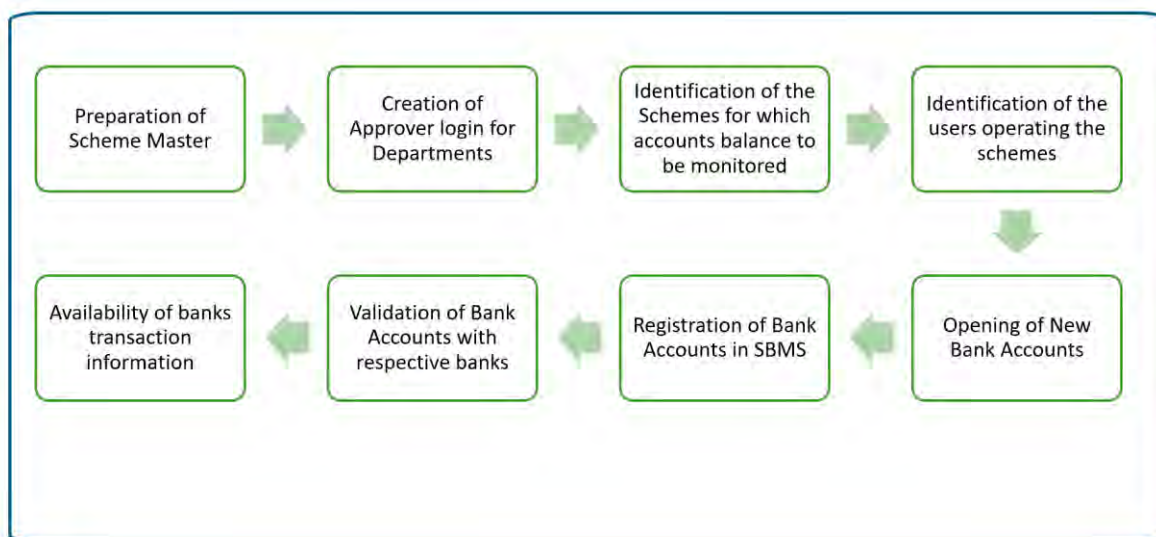 Preparation of
Scheme Master
Creation of
Approver login for
Departments
Identification of the
Schemes for which
accounts balance to
be monitored
Identification of the
users operating the
schemes
Opening of New
Bank Accounts
Registration of Bank
Accounts in SBMS
Validation of Bank
Accounts with
respective banks
Availability of banks
transaction
information